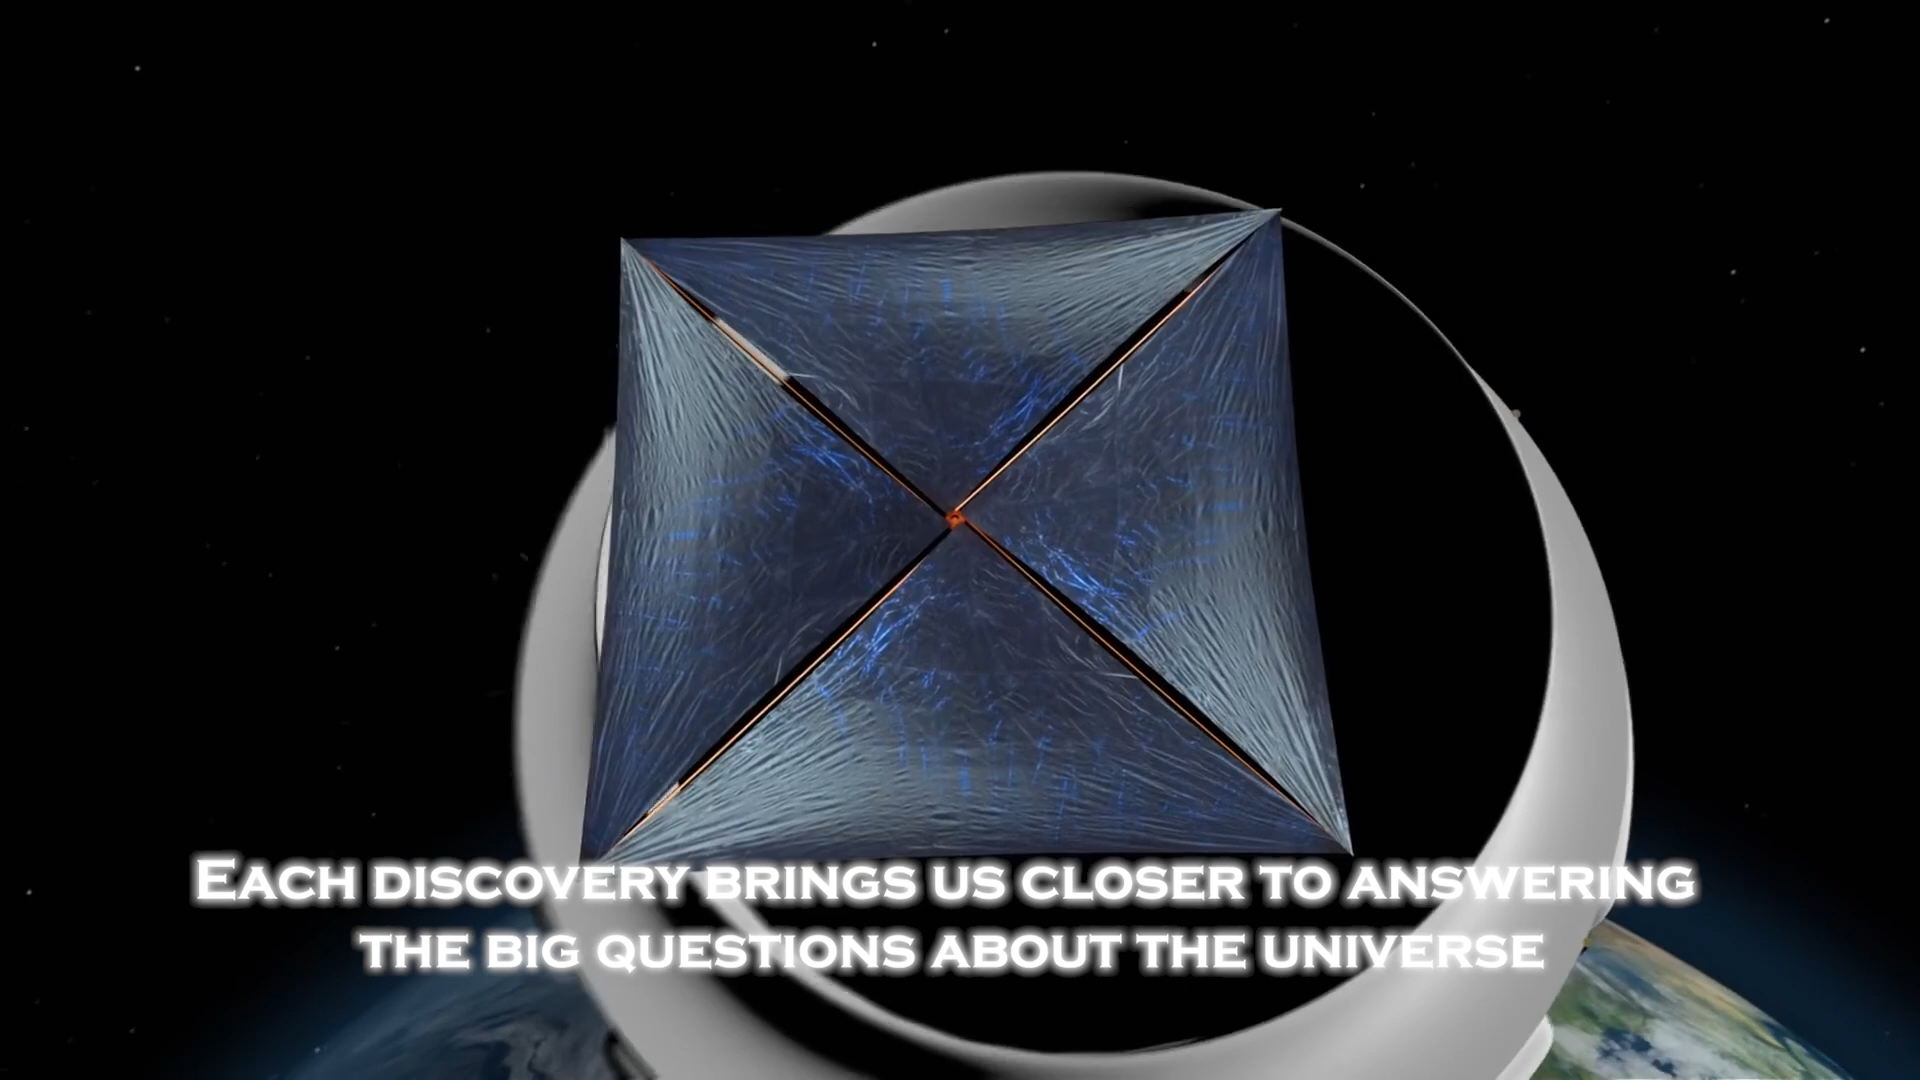 Each discovery brings us closer to answering
the big questions about the universe